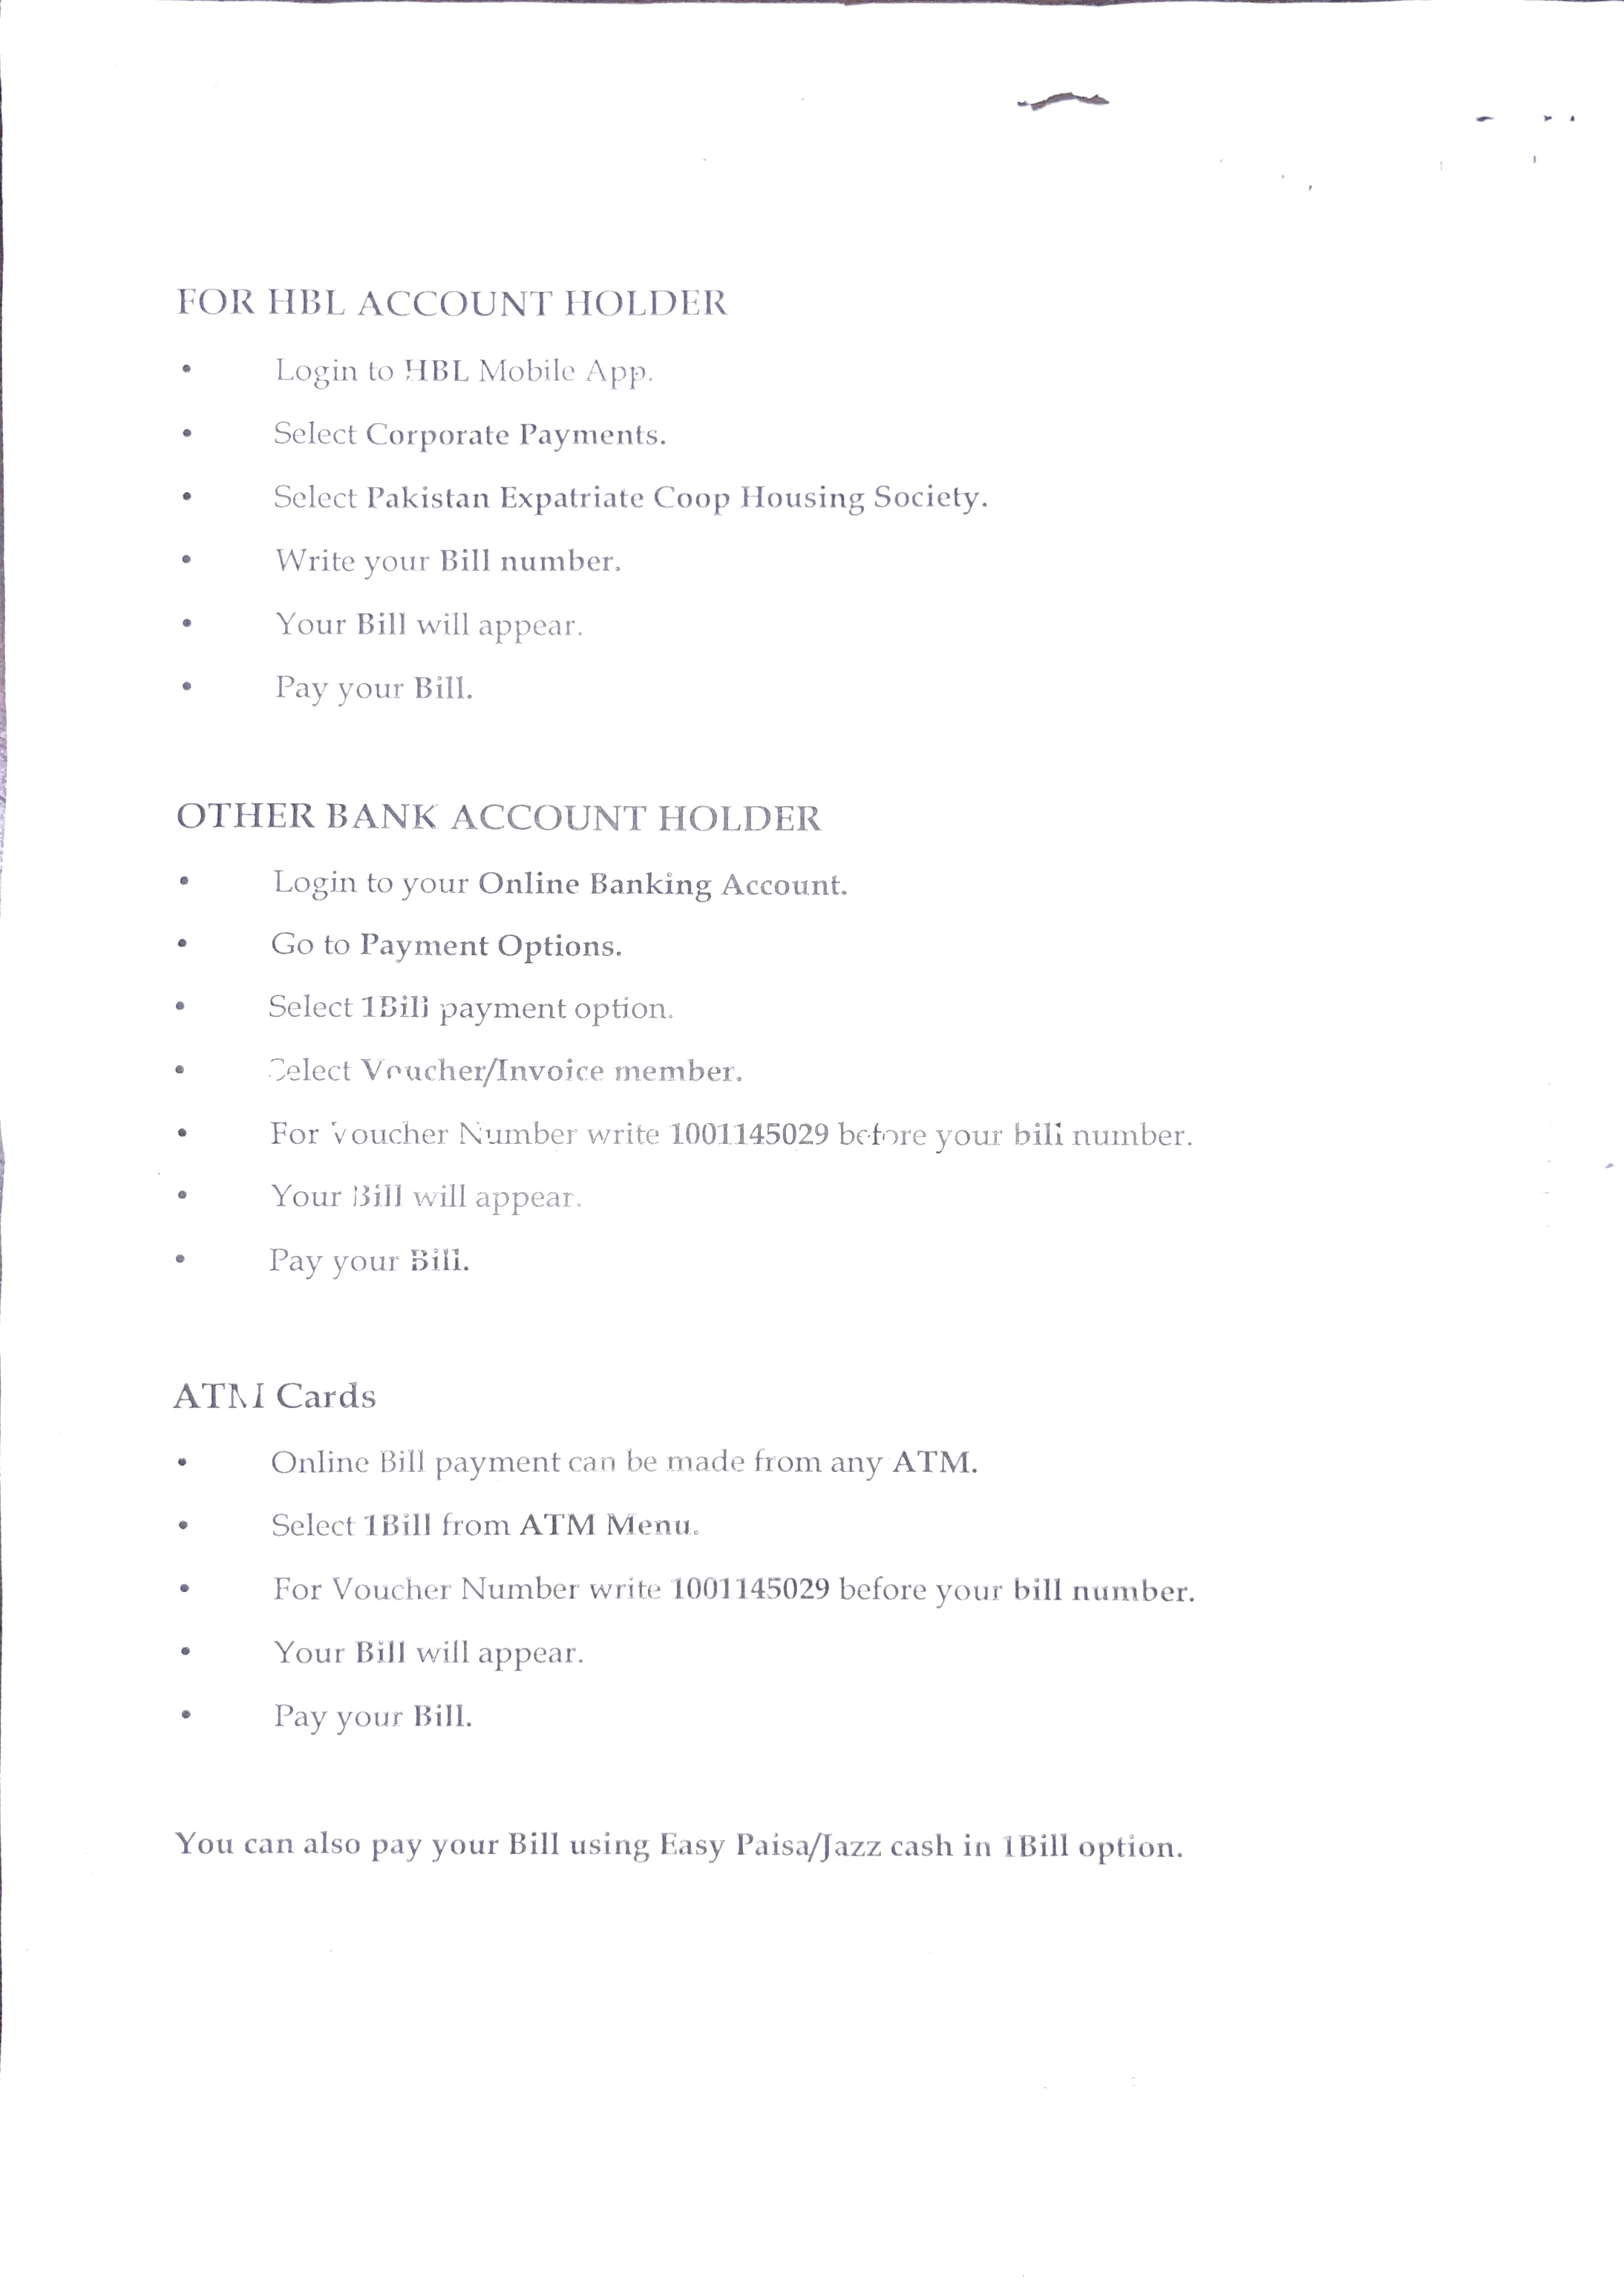 FOR HBL ACCOUNT HOLDER
• Login to HBL Mobile App.
• Select Corporate Payments.
• Select Pakistan Expatriate Coop Housing Society.
• Write your Bill number.
• Your Bill will appear.
• Pay your Bill.
OTHER BANK ACCOUNT HOLDER
• Login to your Online Banking Account.
• Go to Payment Options.
• Select 1Bill payment option.
• Select Voucher/Invoice member.
• For Voucher Number write 1001145029 before your bill number.
• Your Bill will appear.
• Pay your Bill.
ATM Cards
• Online Bill payment can be made from any ATM.
• Select 1Bill from ATM Menu.
• For Voucher Number write 1001145029 before your bill number.
• Your Bill will appear.
• Pay your Bill.
You can also pay your Bill using Easy Paisa/Jazz cash in 1Bill option.